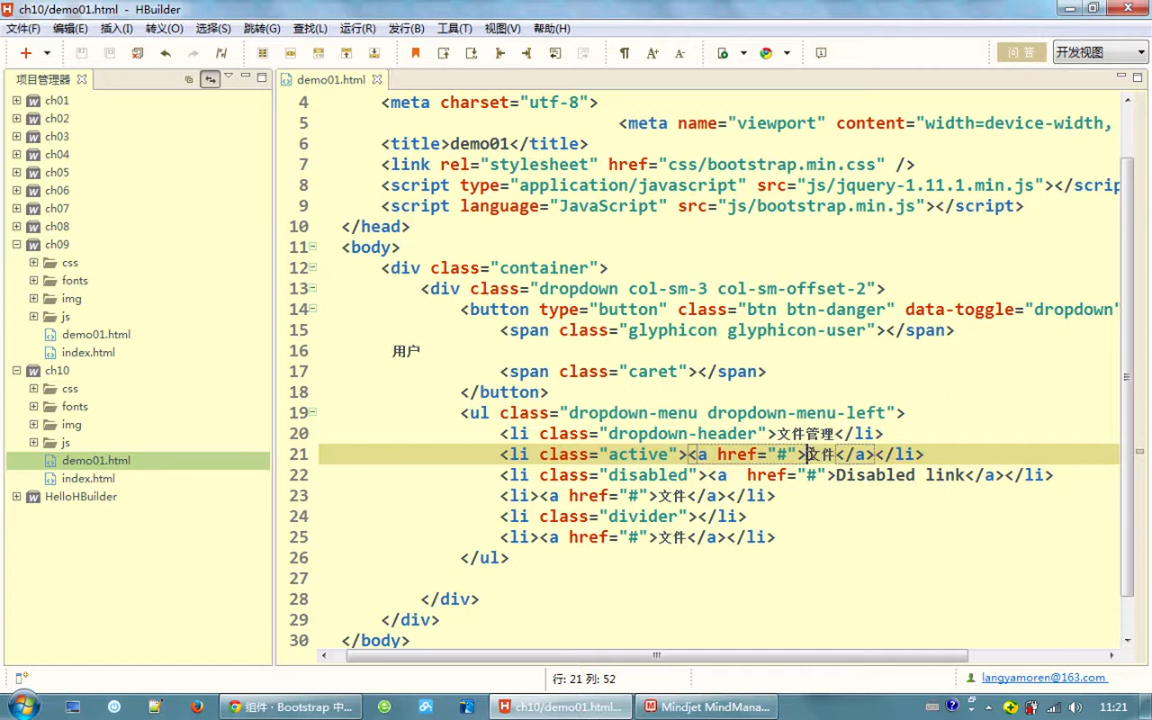 ch10/demo01.html - HBuilder
文件(F) 编辑(E) 插入(I) 转义(O) 选择(S) 跳转(G) 查找(L) 运行(R) 发行(B) 工具(T) 视图(V) 帮助(H)
问 答 开发视图
项目管理器
demo01.html
ch01
ch02
ch03
ch04
ch05
ch06
ch07
ch08
ch09
css
fonts
img
js
demo01.html
index.html
ch10
css
fonts
img
js
demo01.html
index.html
HelloHBuilder
4 <meta charset="utf-8">
5 <meta name="viewport" content="width=device-width,
6 <title>demo01</title>
7 <link rel="stylesheet" href="css/bootstrap.min.css" />
8 <script type="application/javascript" src="js/jquery-1.11.1.min.js"></scrip
9 <script language="JavaScript" src="js/bootstrap.min.js"></script>
10 </head>
11 <body>
12 <div class="container">
13 <div class="dropdown col-sm-3 col-sm-offset-2">
14 <button type="button" class="btn btn-danger" data-toggle="dropdown"
15 <span class="glyphicon glyphicon-user"></span>
16 用户
17 <span class="caret"></span>
18 </button>
19 <ul class="dropdown-menu dropdown-menu-left">
20 <li class="dropdown-header">文件管理</li>
21 <li class="active"><a href="#">文件</a></li>
22 <li class="disabled"><a  href="#">Disabled link</a></li>
23 <li><a href="#">文件</a></li>
24 <li class="divider"></li>
25 <li><a href="#">文件</a></li>
26 </ul>
27
28 </div>
29 </div>
30 </body>
行: 21 列: 52
langyamoren@163.com
组件 · Bootstrap 中...
ch10/demo01.html...
Mindjet MindMana...
11:21